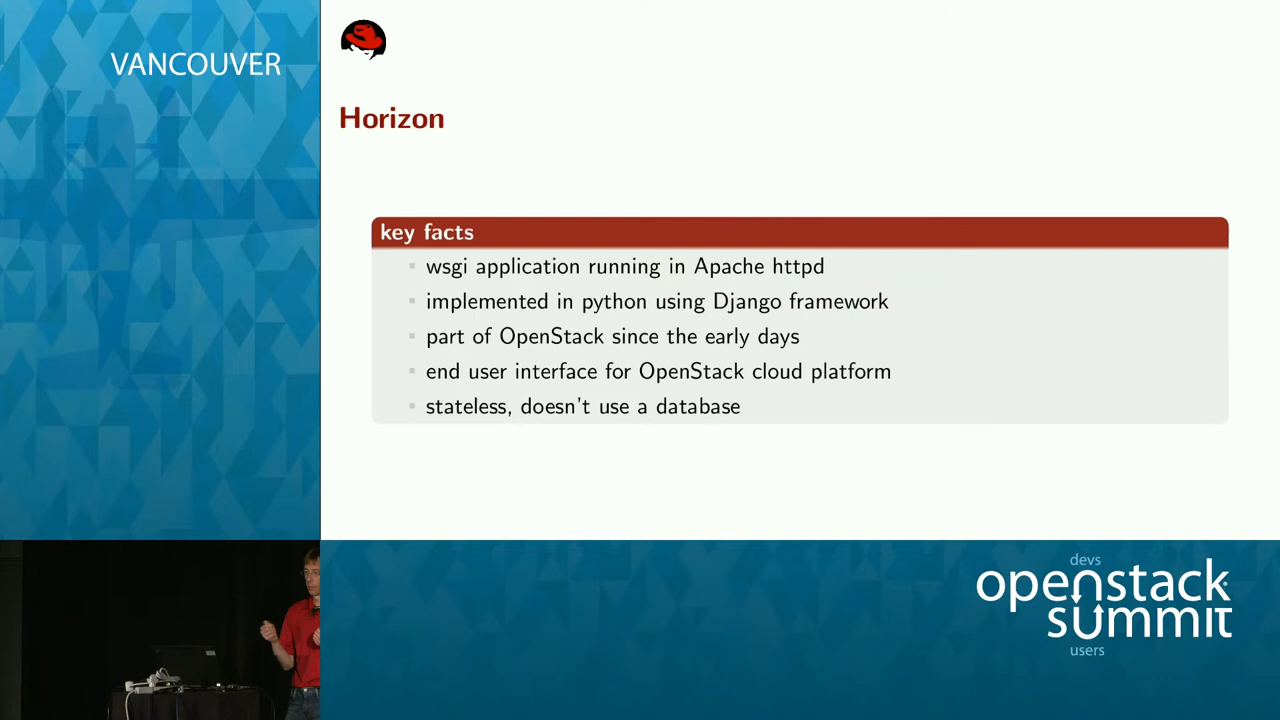 VANCOUVER
Horizon
key facts
wsgi application running in Apache httpd
implemented in python using Django framework
part of OpenStack since the early days
end user interface for OpenStack cloud platform
stateless, doesn't use a database
devs
openstack
summit
users